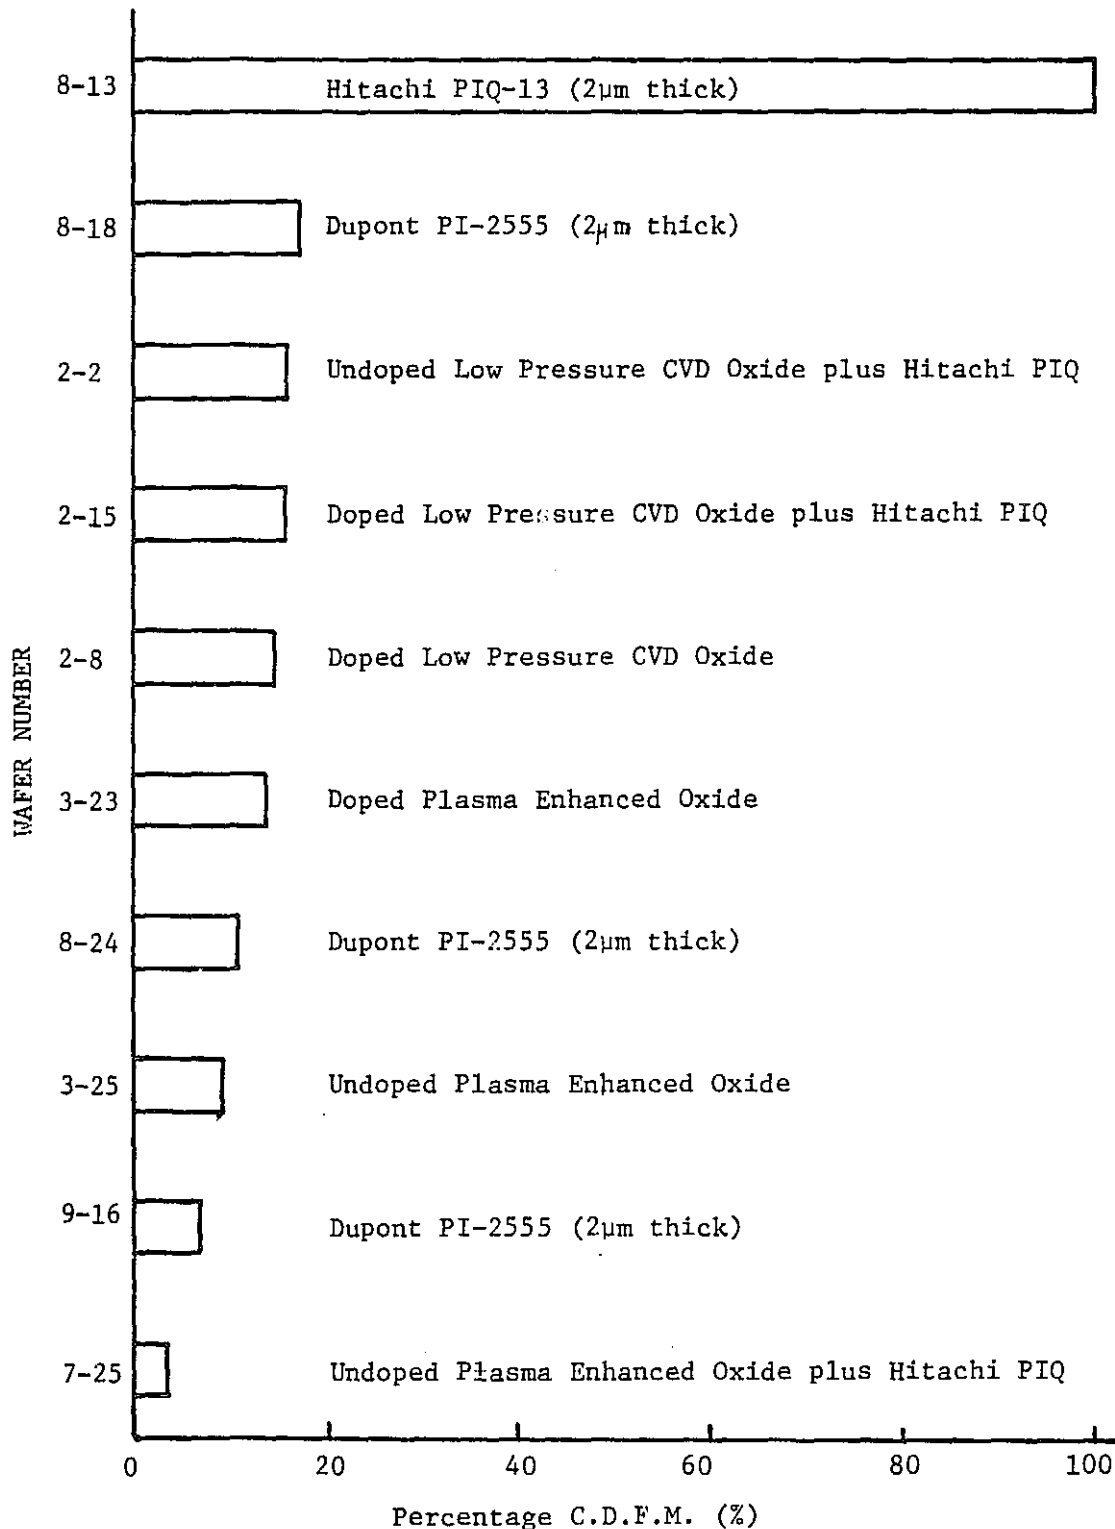 8-13 Hitachi PIQ-13 (2µm thick)
8-18 Dupont PI-2555 (2µm thick)
2-2 Undoped Low Pressure CVD Oxide plus Hitachi PIQ
2-15 Doped Low Pressure CVD Oxide plus Hitachi PIQ
2-8 Doped Low Pressure CVD Oxide
WAFER NUMBER
3-23 Doped Plasma Enhanced Oxide
8-24 Dupont PI-2555 (2µm thick)
3-25 Undoped Plasma Enhanced Oxide
9-16 Dupont PI-2555 (2µm thick)
7-25 Undoped Plasma Enhanced Oxide plus Hitachi PIQ
0 20 40 60 80 100
Percentage C.D.F.M. (%)